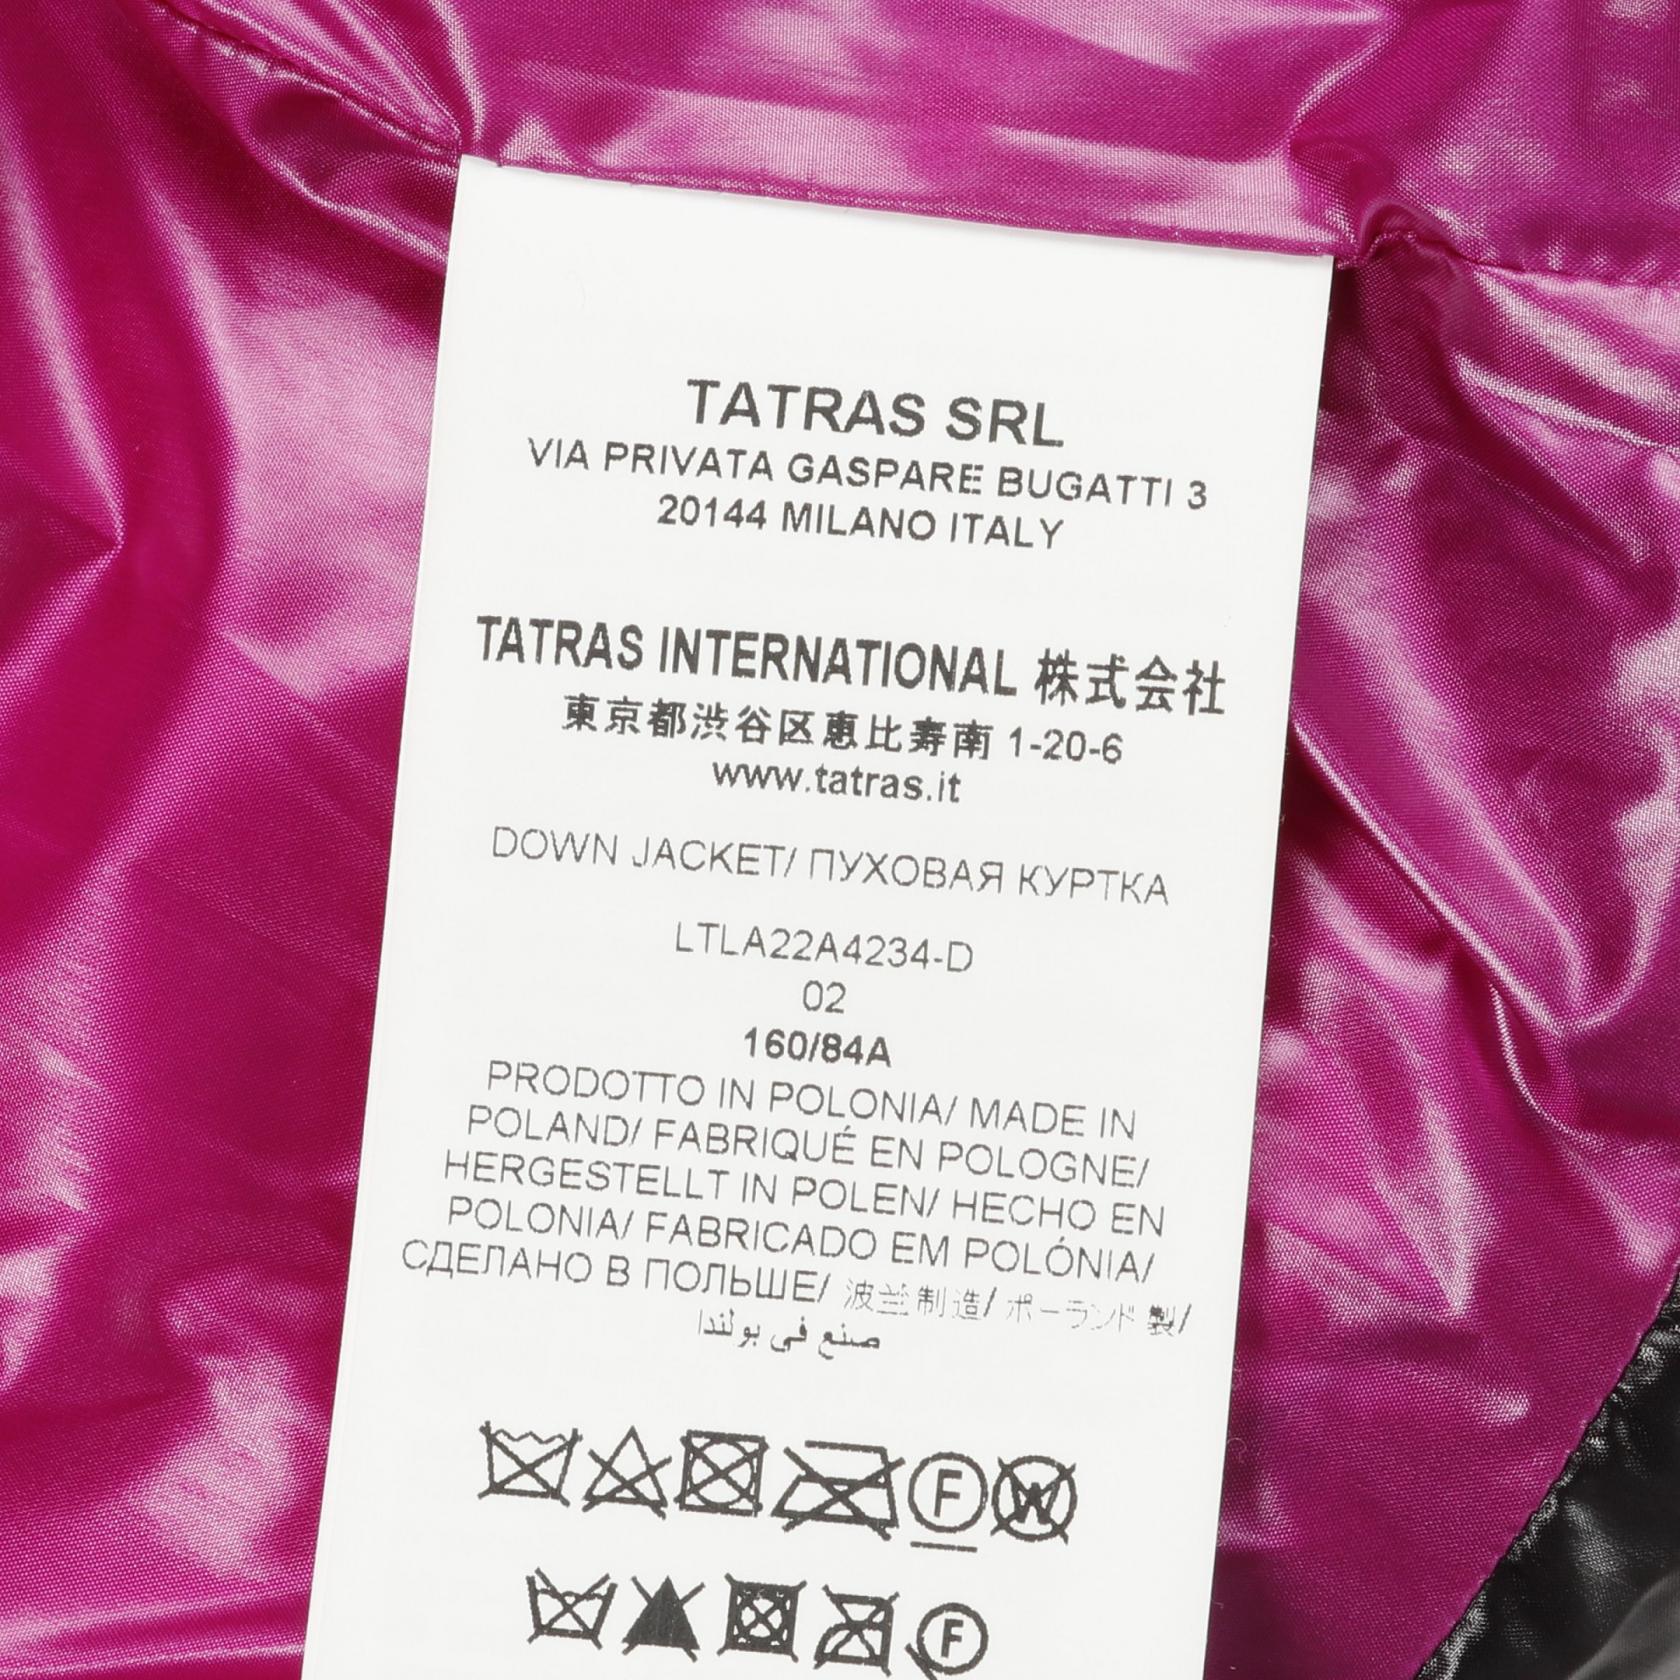 TATRAS SRL
VIA PRIVATA GASPARE BUGATTI 3
20144 MILANO ITALY
TATRAS INTERNATIONAL 株式会社
東京都渋谷区恵比寿南 1-20-6
www.tatras.it
DOWN JACKET/ ПУХОВАЯ КУРТКА
LTLA22A4234-D
02
160/84A
PRODOTTO IN POLONIA/ MADE IN
POLAND/ FABRIQUÉ EN POLOGNE/
HERGESTELLT IN POLEN/ HECHO EN
POLONIA/ FABRICADO EM POLÓNIA/
СДЕЛАНО В ПОЛЬШЕ/ 波兰制造/ ポーランド 製/
صنع في بولندا
F W
F